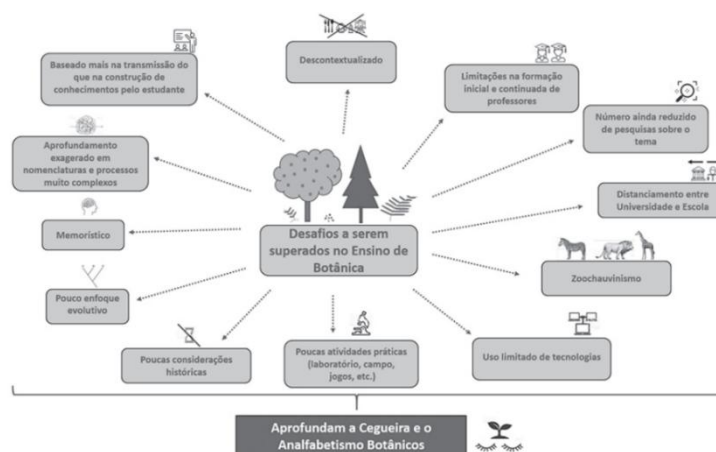 Baseado mais na transmissão do
que na construção de
conhecimentos pelo estudante
Descontextualizado
Limitações na formação
inicial e continuada de
professores
Número ainda reduzido
de pesquisas sobre o
tema
Aprofundamento
exagerado em
nomenclaturas e processos
muito complexos
Distanciamento entre
Universidade e Escola
Memorístico
Desafios a serem
superados no Ensino de
Botânica
Zoochauvinismo
Pouco enfoque
evolutivo
Poucas considerações
históricas
Poucas atividades práticas
(laboratório, campo,
jogos, etc.)
Uso limitado de tecnologias
Aprofundam a Cegueira e o
Analfabetismo Botânicos